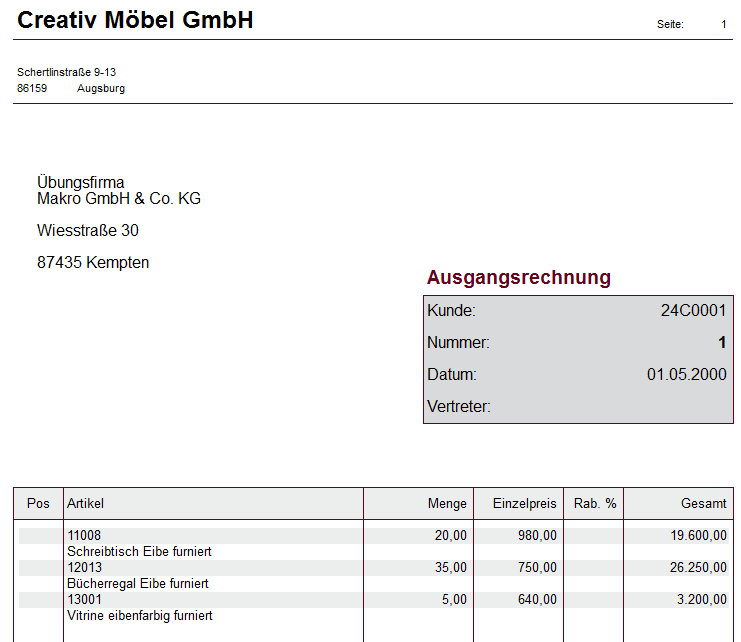 Creativ Möbel GmbH
Seite: 1
Schertlinstraße 9-13
86159 Augsburg
Übungsfirma
Makro GmbH & Co. KG
Wiesstraße 30
87435 Kempten
Ausgangsrechnung
Kunde: 24C0001
Nummer: 1
Datum: 01.05.2000
Vertreter:
Pos Artikel Menge Einzelpreis Rab. % Gesamt
11008 20,00 980,00 19.600,00
Schreibtisch Eibe furniert
12013 35,00 750,00 26.250,00
Bücherregal Eibe furniert
13001 5,00 640,00 3.200,00
Vitrine eibenfarbig furniert